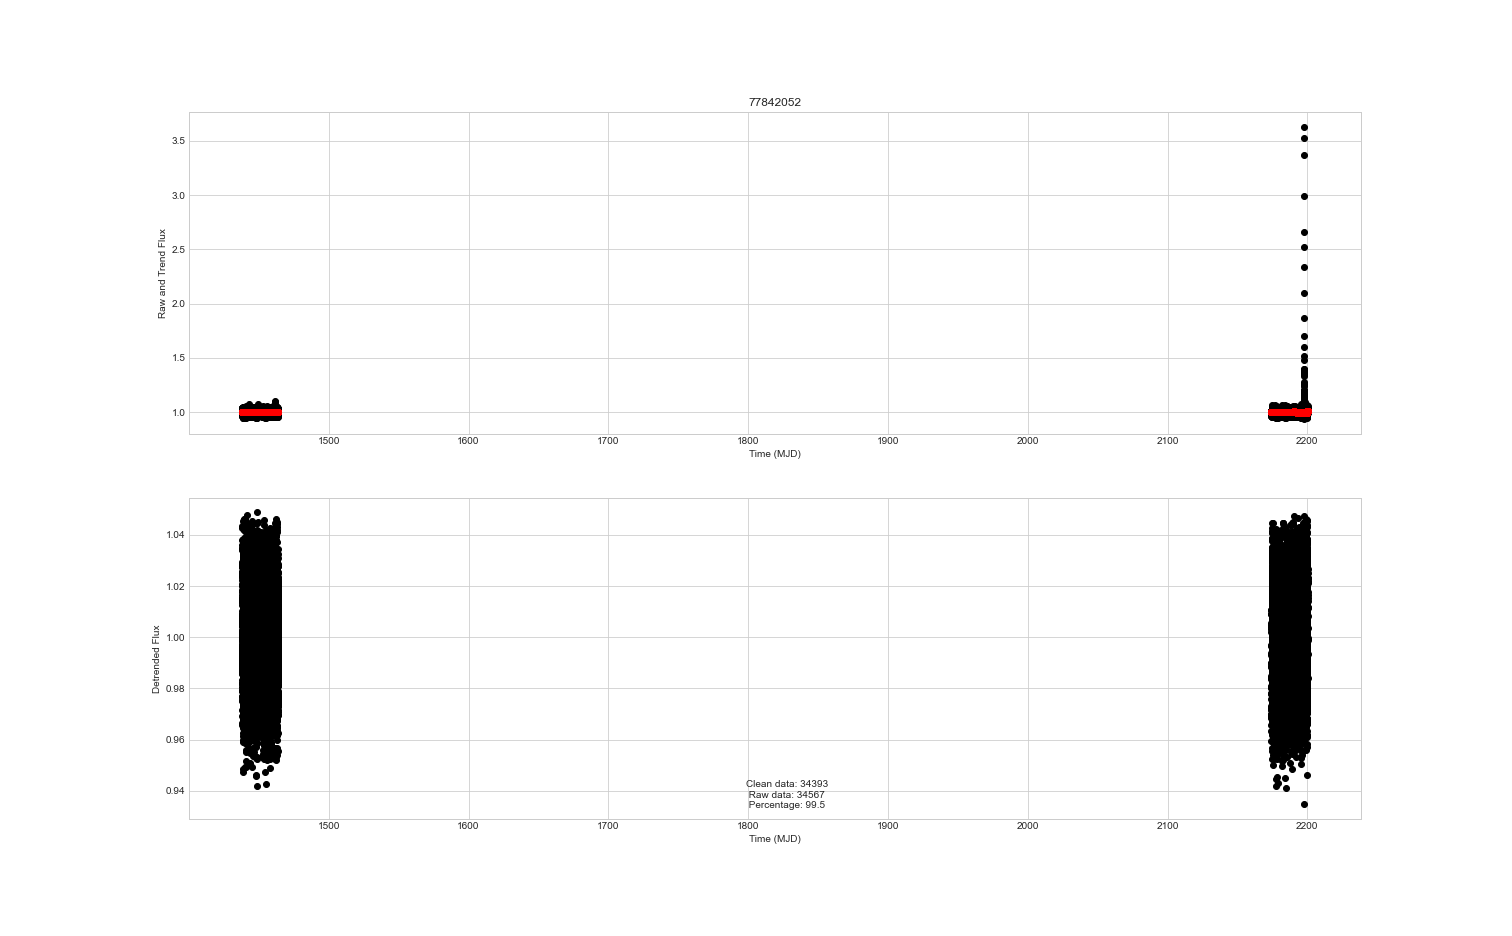 77842052
3.5
3.0
2.5
2.0
1.5
1.0
Raw and Trend Flux
1500 1600 1700 1800 1900 2000 2100 2200
Time (MJD)
1.04
1.02
1.00
0.98
0.96
0.94
Detrended Flux
Clean data: 34393
Raw data: 34567
Percentage: 99.5
1500 1600 1700 1800 1900 2000 2100 2200
Time (MJD)